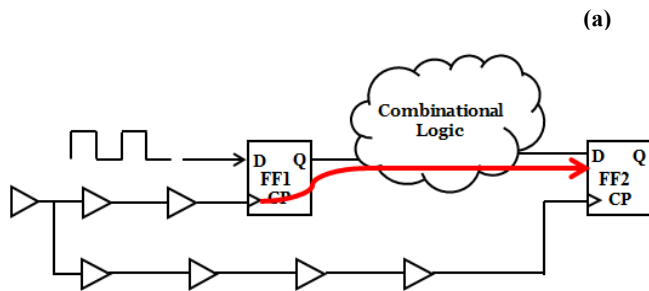 (a)
Combinational
Logic
D Q
FF1
CP
D Q
FF2
CP